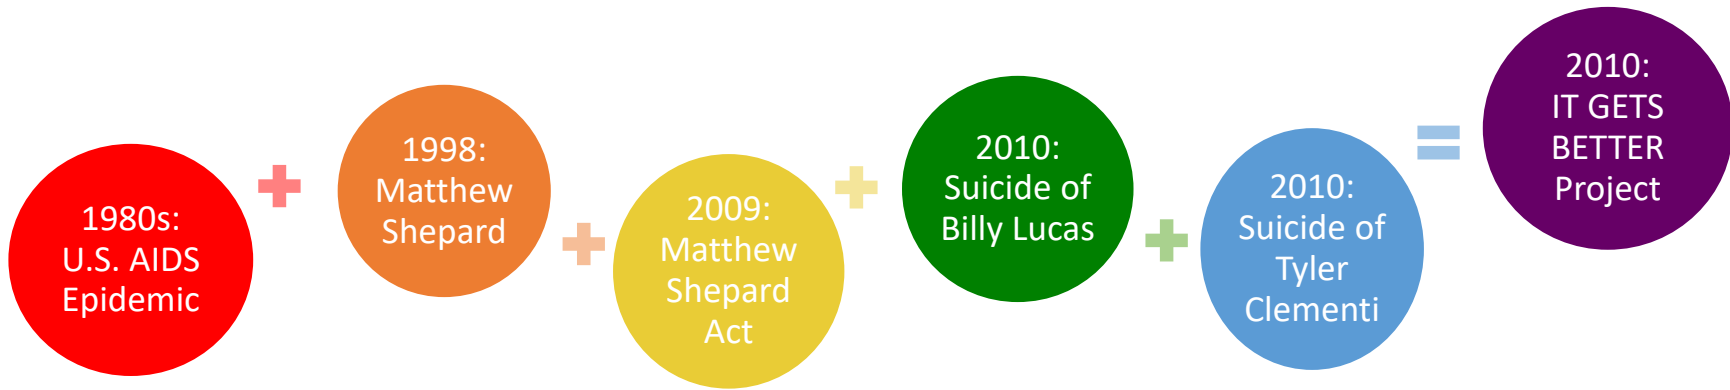 1980s:
U.S. AIDS
Epidemic
1998:
Matthew
Shepard
2009:
Matthew
Shepard
Act
2010:
Suicide of
Billy Lucas
2010:
Suicide of
Tyler
Clementi
2010:
IT GETS
BETTER
Project